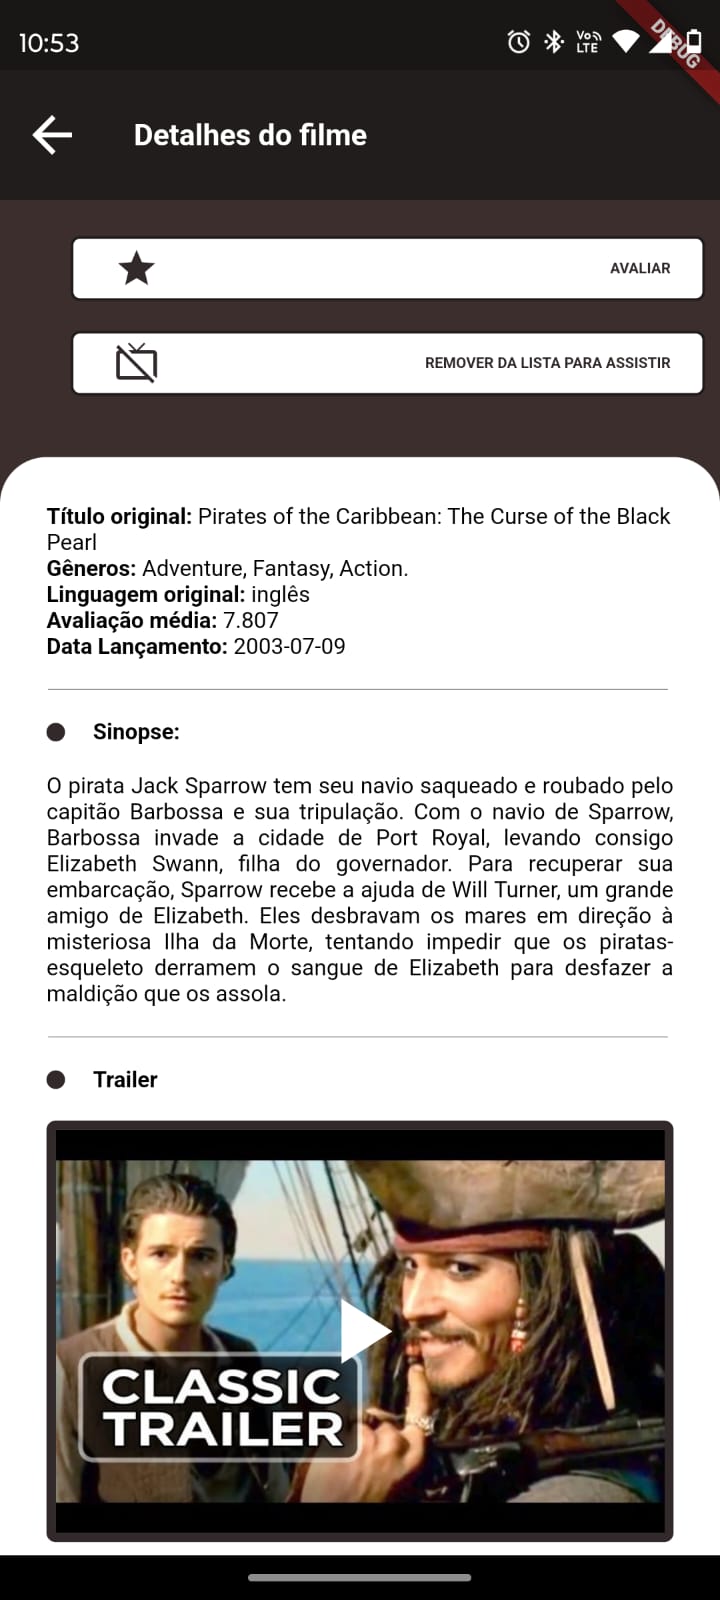 10:53
Vo
LTE
DEBUG
Detalhes do filme
AVALIAR
REMOVER DA LISTA PARA ASSISTIR
Título original: Pirates of the Caribbean: The Curse of the Black
Pearl
Gêneros: Adventure, Fantasy, Action.
Linguagem original: inglês
Avaliação média: 7.807
Data Lançamento: 2003-07-09
Sinopse:
O pirata Jack Sparrow tem seu navio saqueado e roubado pelo
capitão Barbossa e sua tripulação. Com o navio de Sparrow,
Barbossa invade a cidade de Port Royal, levando consigo
Elizabeth Swann, filha do governador. Para recuperar sua
embarcação, Sparrow recebe a ajuda de Will Turner, um grande
amigo de Elizabeth. Eles desbravam os mares em direção à
misteriosa Ilha da Morte, tentando impedir que os piratas-
esqueleto derramem o sangue de Elizabeth para desfazer a
maldição que os assola.
Trailer
CLASSIC
TRAILER